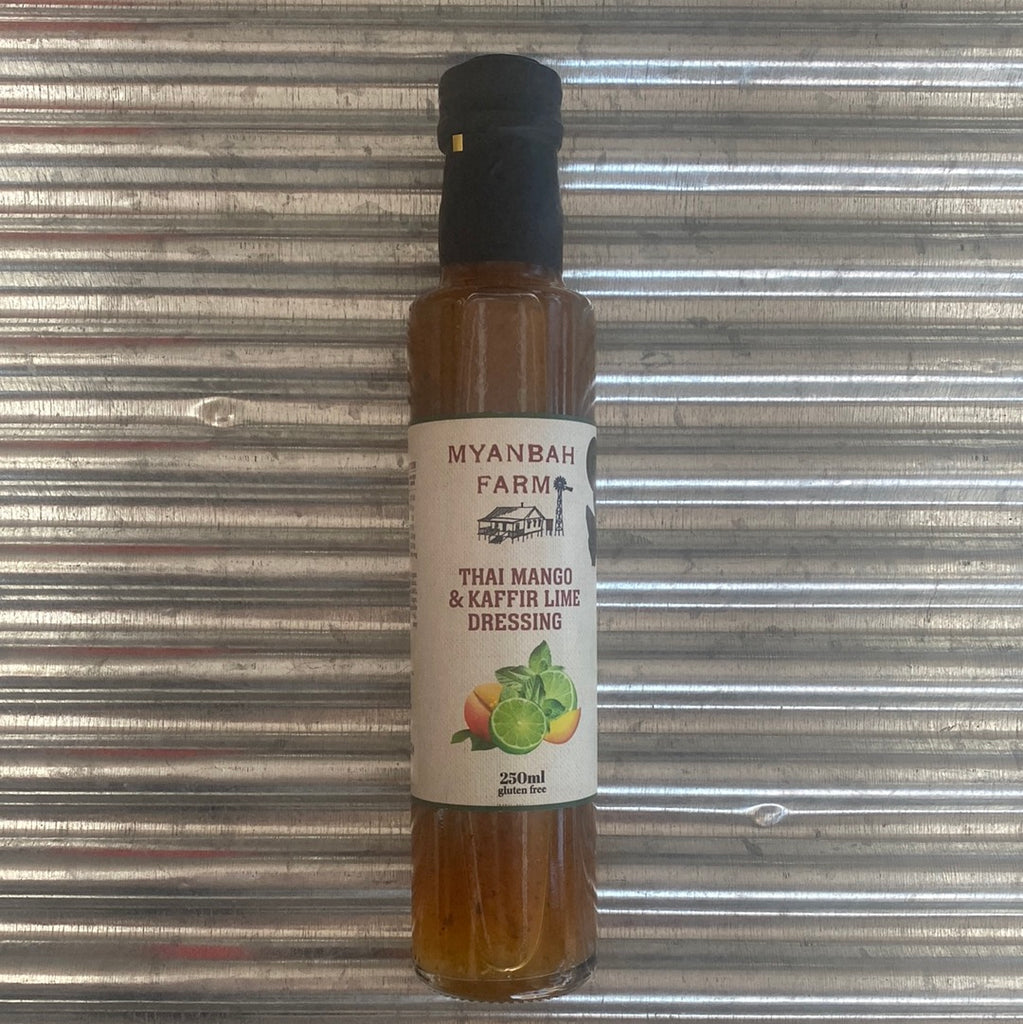 MYANBAH
FARM
THAI MANGO
& KAFFIR LIME
DRESSING
250ml
gluten free